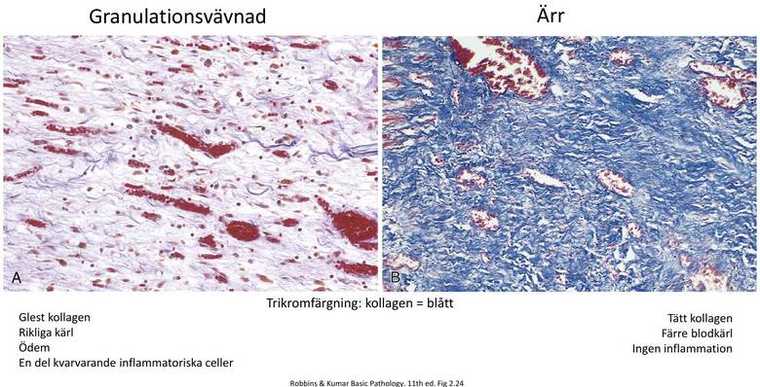 Granulationsvävnad
Ärr
A
B
Trikromfärgning: kollagen = blått
Glest kollagen
Rikliga kärl
Ödem
En del kvarvarande inflammatoriska celler
Tätt kollagen
Färre blodkärl
Ingen inflammation
Robbins & Kumar Basic Pathology, 11th ed. Fig 2.24